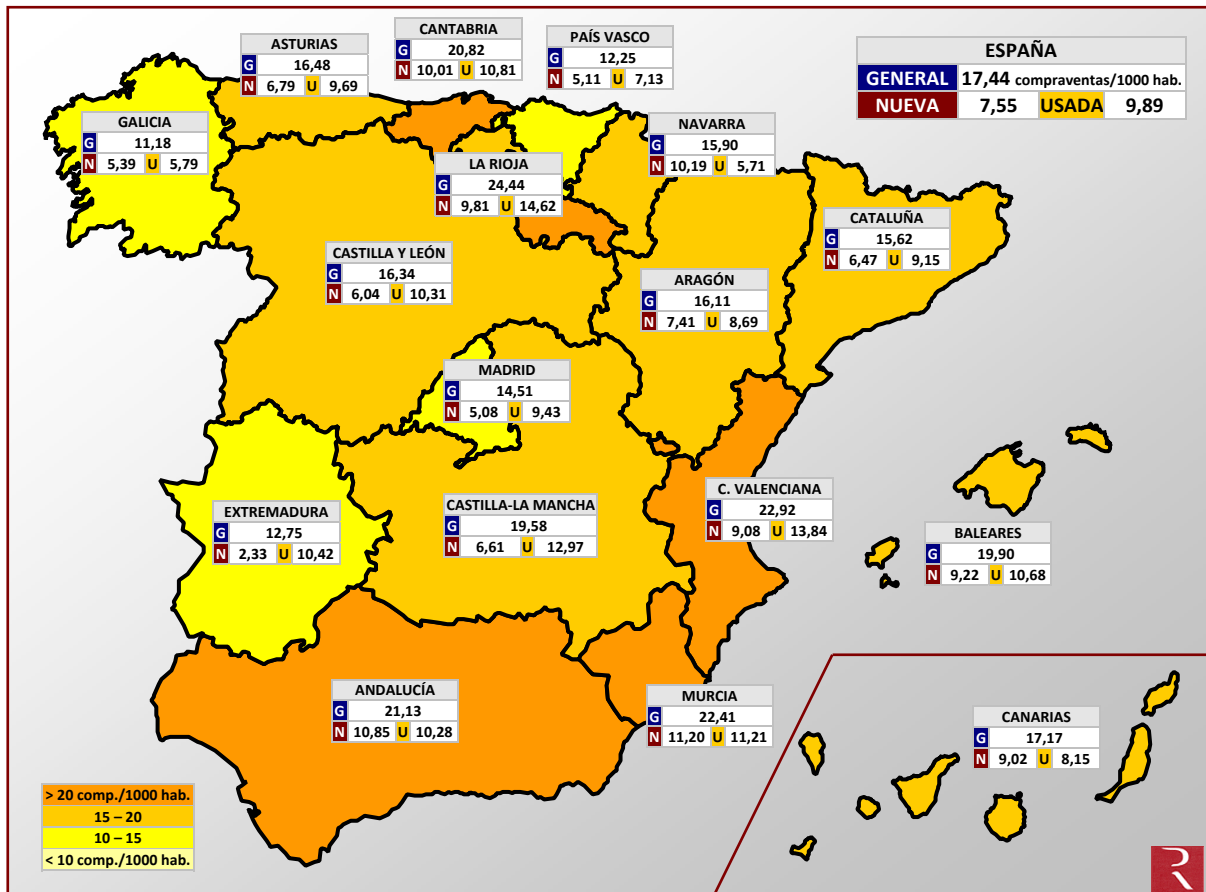 ESPAÑA
GENERAL 17,44 compraventas/1000 hab.
NUEVA 7,55 USADA 9,89
ASTURIAS
G 16,48
N 6,79 U 9,69
CANTABRIA
G 20,82
N 10,01 U 10,81
PAÍS VASCO
G 12,25
N 5,11 U 7,13
GALICIA
G 11,18
N 5,39 U 5,79
NAVARRA
G 15,90
N 10,19 U 5,71
LA RIOJA
G 24,44
N 9,81 U 14,62
CATALUÑA
G 15,62
N 6,47 U 9,15
CASTILLA Y LEÓN
G 16,34
N 6,04 U 10,31
ARAGÓN
G 16,11
N 7,41 U 8,69
MADRID
G 14,51
N 5,08 U 9,43
EXTREMADURA
G 12,75
N 2,33 U 10,42
CASTILLA-LA MANCHA
G 19,58
N 6,61 U 12,97
C. VALENCIANA
G 22,92
N 9,08 U 13,84
BALEARES
G 19,90
N 9,22 U 10,68
ANDALUCÍA
G 21,13
N 10,85 U 10,28
MURCIA
G 22,41
N 11,20 U 11,21
CANARIAS
G 17,17
N 9,02 U 8,15
> 20 comp./1000 hab.
15 – 20
10 – 15
< 10 comp./1000 hab.
R